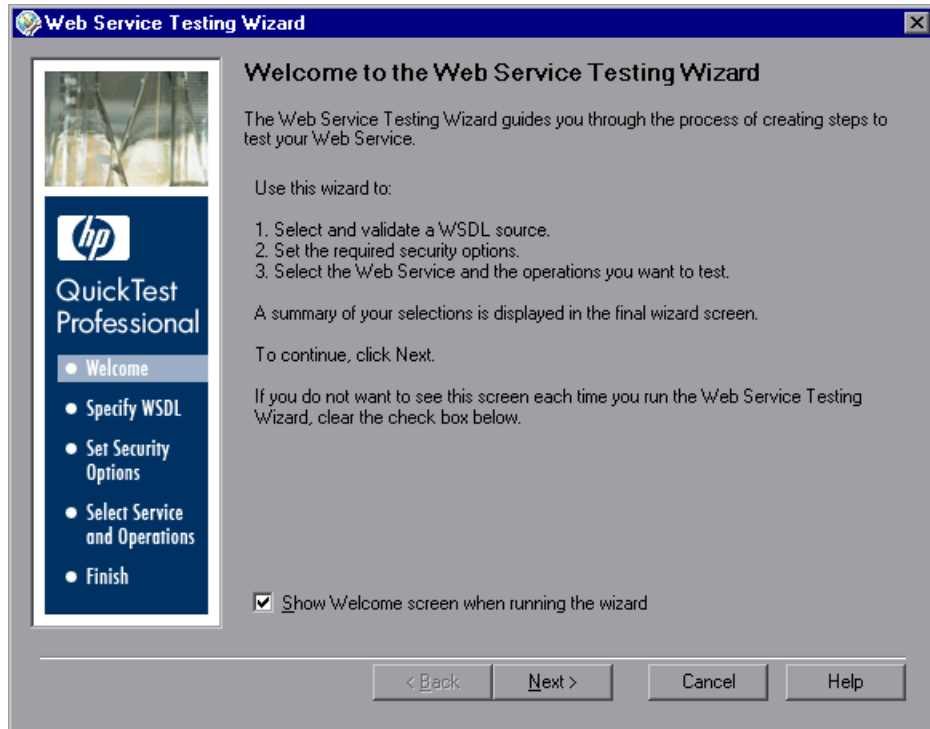 Web Service Testing Wizard
Welcome to the Web Service Testing Wizard
The Web Service Testing Wizard guides you through the process of creating steps to
test your Web Service.
Use this wizard to:
1. Select and validate a WSDL source.
2. Set the required security options.
3. Select the Web Service and the operations you want to test.
A summary of your selections is displayed in the final wizard screen.
To continue, click Next.
If you do not want to see this screen each time you run the Web Service Testing
Wizard, clear the check box below.
hp
QuickTest
Professional
Welcome
Specify WSDL
Set Security
Options
Select Service
and Operations
Finish
Show Welcome screen when running the wizard
< Back
Next >
Cancel
Help